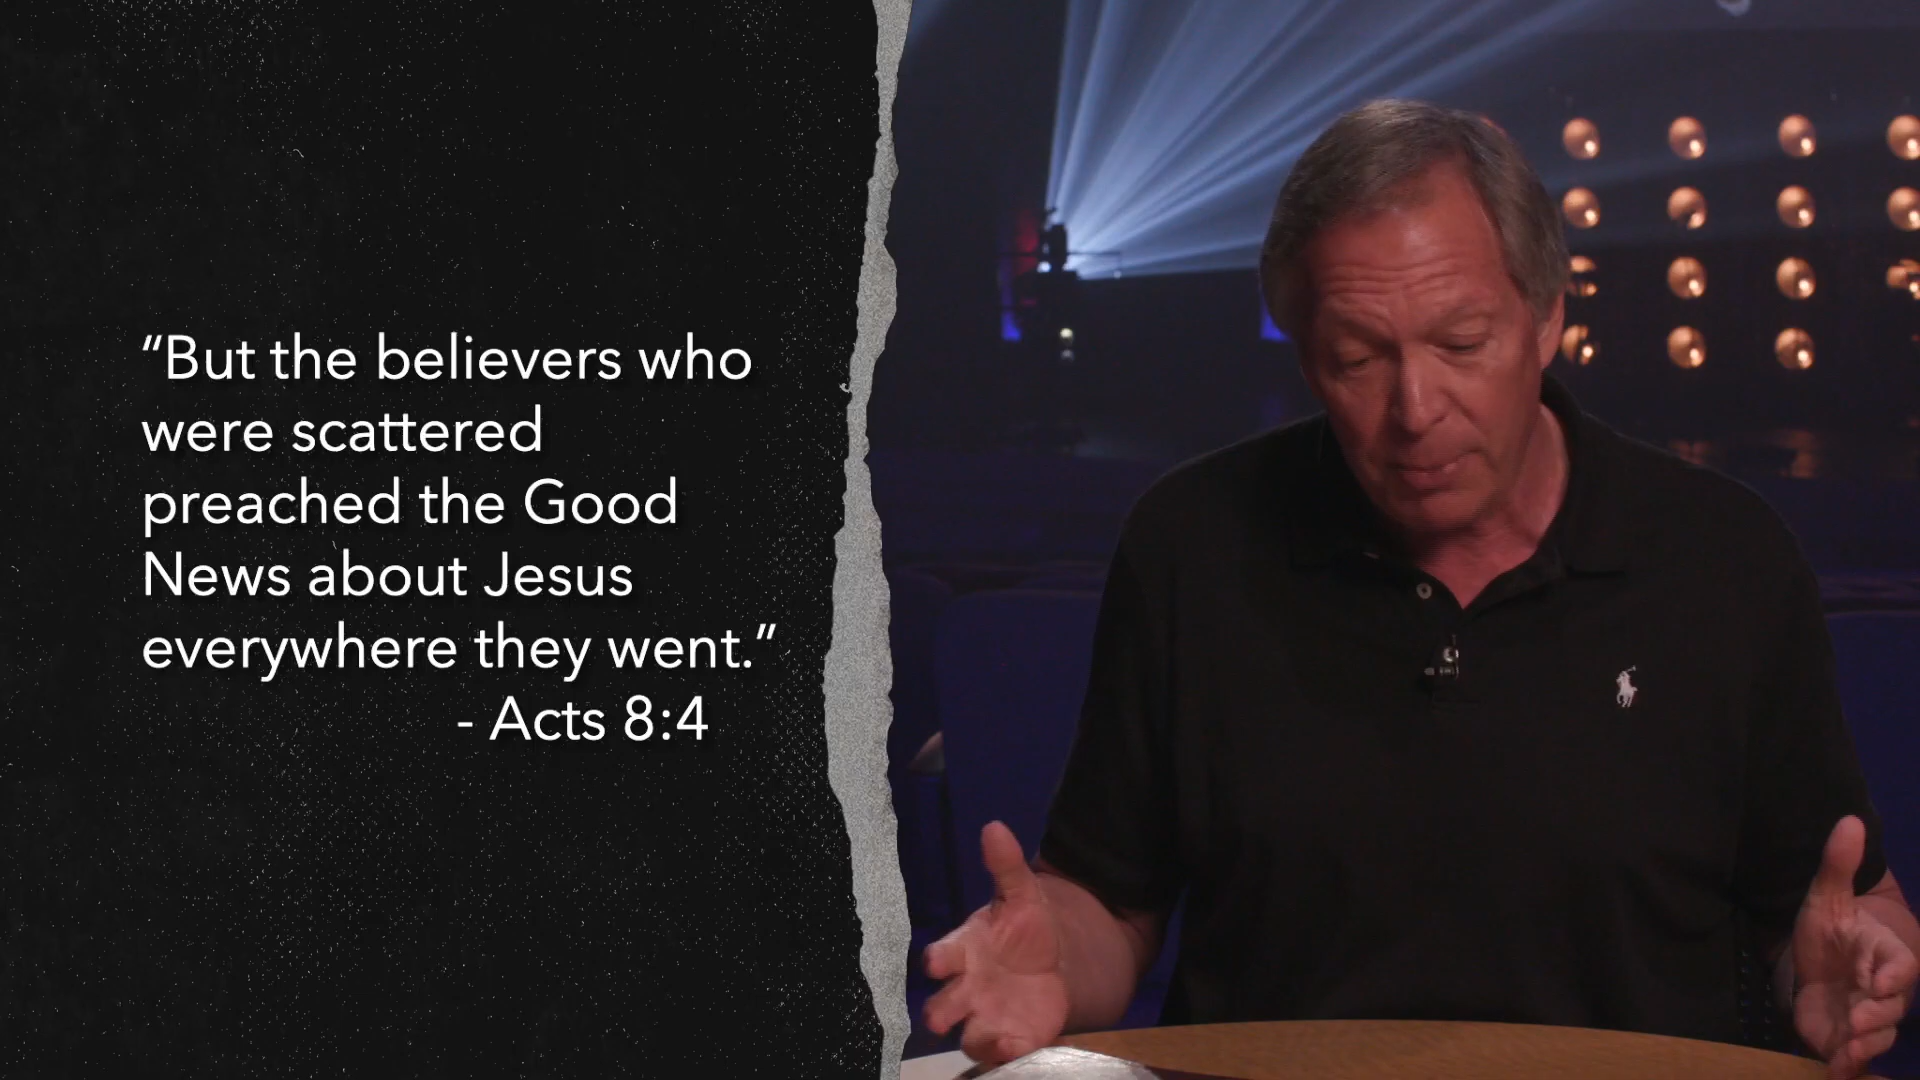 “But the believers who
were scattered
preached the Good
News about Jesus
everywhere they went.”
- Acts 8:4